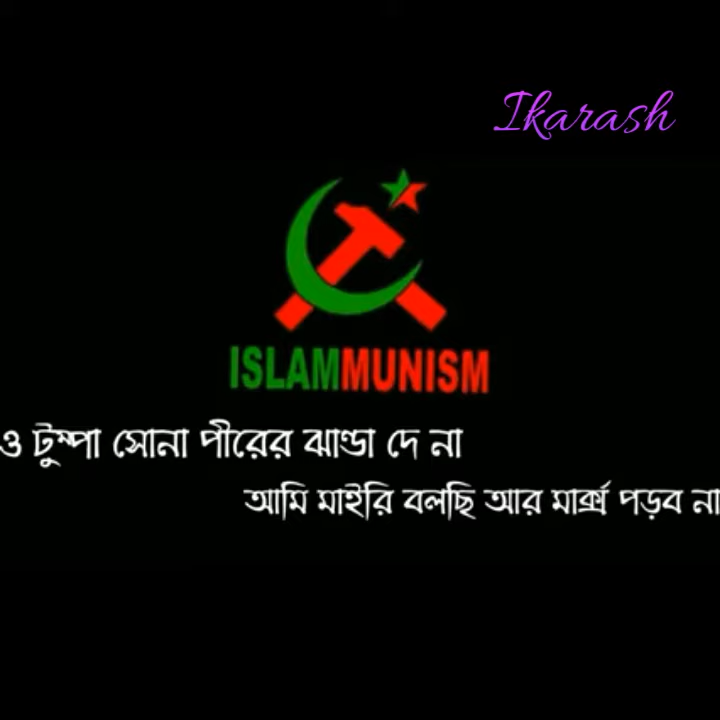 Ikarash
ISLAMMUNISM
ও টুম্পা সোনা পীরের ঝান্ডা দে না
আমি মাইরি বলছি আর মার্ক্স পড়ব না